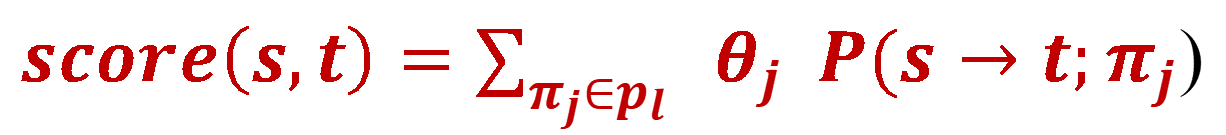 score(s, t) = ∑_{π_j∈p_l} θ_j P(s → t; π_j)